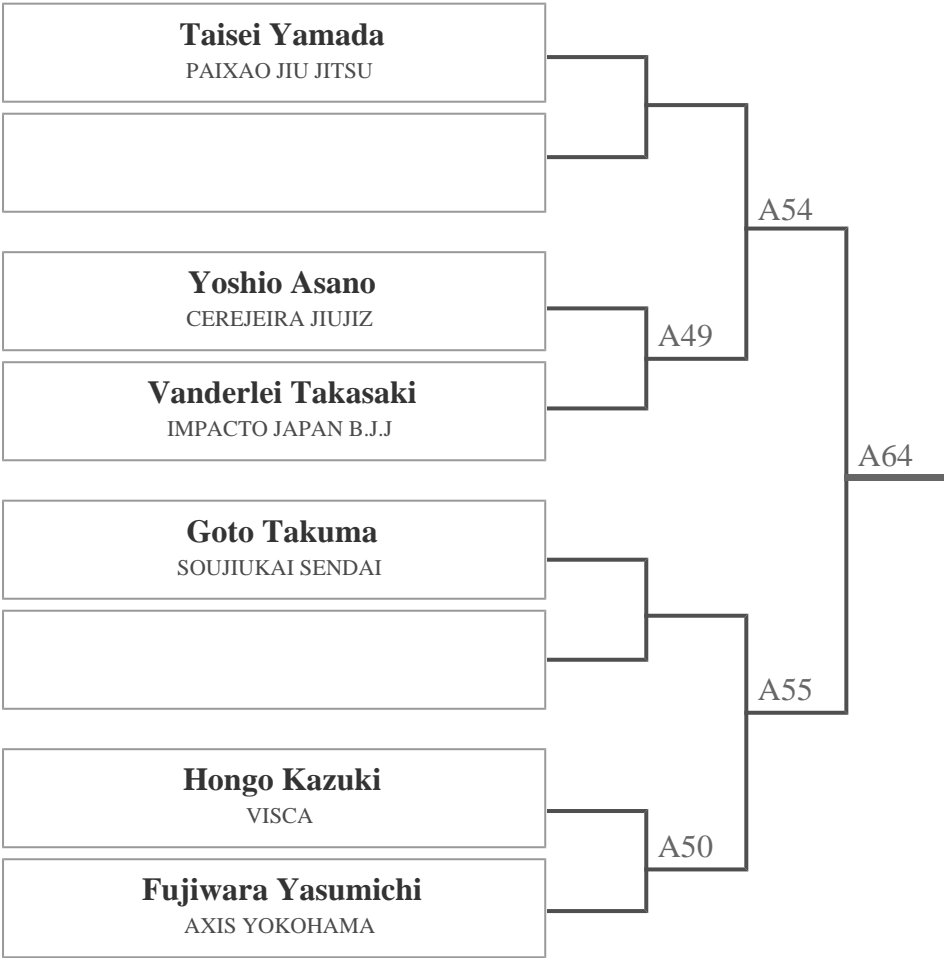 Taisei Yamada
PAIXAO JIU JITSU
A54
Yoshio Asano
CEREJEIRA JIUJIZ
A49
Vanderlei Takasaki
IMPACTO JAPAN B.J.J
A64
Goto Takuma
SOUJIUKAI SENDAI
A55
Hongo Kazuki
VISCA
A50
Fujiwara Yasumichi
AXIS YOKOHAMA